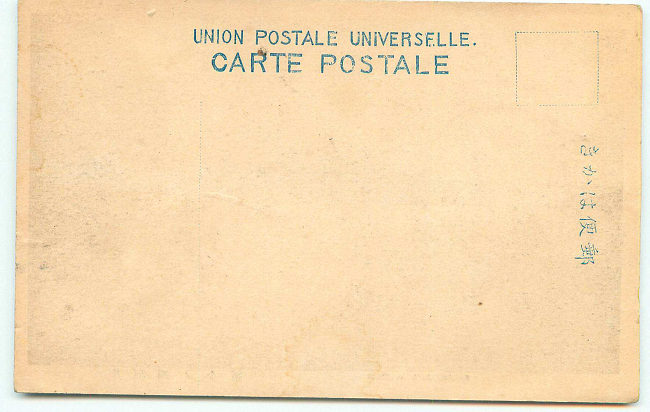 UNION POSTALE UNIVERSELLE.
CARTE POSTALE
郵便はかき